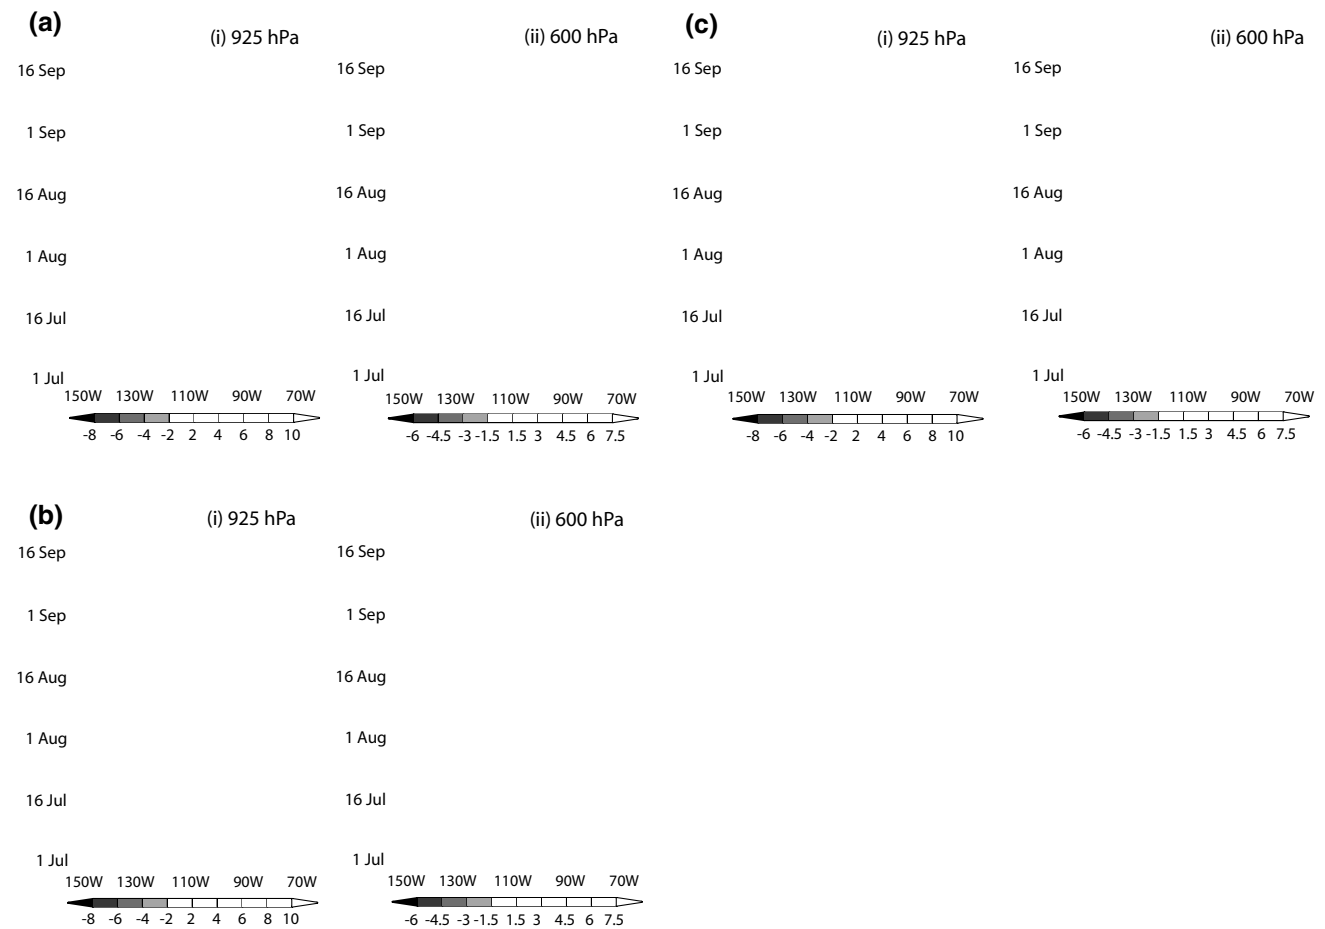 (a)
(i) 925 hPa
(ii) 600 hPa
16 Sep
16 Sep
1 Sep
1 Sep
16 Aug
16 Aug
1 Aug
1 Aug
16 Jul
16 Jul
1 Jul
1 Jul
150W 130W 110W 90W 70W
150W 130W 110W 90W 70W
-8 -6 -4 -2 2 4 6 8 10
-6 -4.5 -3 -1.5 1.5 3 4.5 6 7.5
(c)
(i) 925 hPa
(ii) 600 hPa
16 Sep
16 Sep
1 Sep
1 Sep
16 Aug
16 Aug
1 Aug
1 Aug
16 Jul
16 Jul
1 Jul
1 Jul
150W 130W 110W 90W 70W
150W 130W 110W 90W 70W
-8 -6 -4 -2 2 4 6 8 10
-6 -4.5 -3 -1.5 1.5 3 4.5 6 7.5
(b)
(i) 925 hPa
(ii) 600 hPa
16 Sep
16 Sep
1 Sep
1 Sep
16 Aug
16 Aug
1 Aug
1 Aug
16 Jul
16 Jul
1 Jul
1 Jul
150W 130W 110W 90W 70W
150W 130W 110W 90W 70W
-8 -6 -4 -2 2 4 6 8 10
-6 -4.5 -3 -1.5 1.5 3 4.5 6 7.5